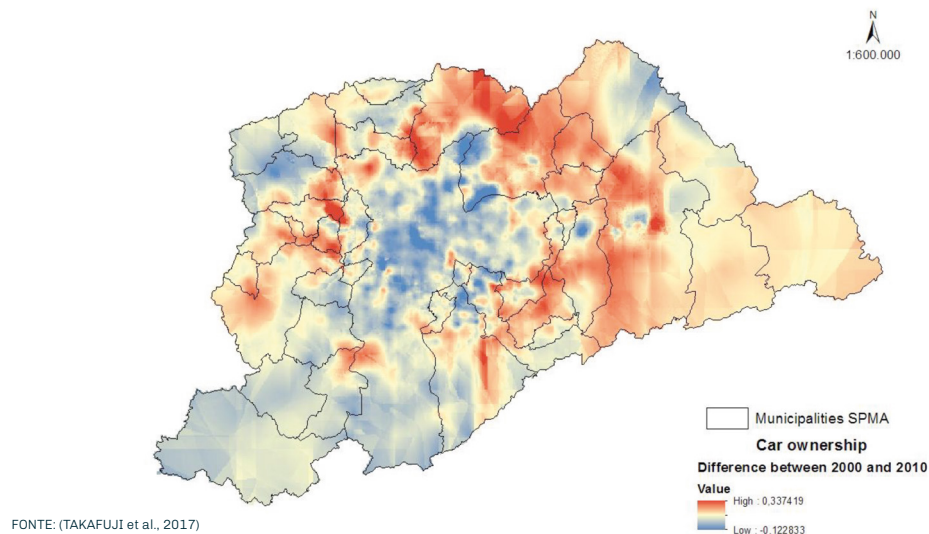 N
1:600.000
Municipalities SPMA
Car ownership
Difference between 2000 and 2010
Value
High : 0,337419
Low : -0,122833
FONTE: (TAKAFUJI et al., 2017)